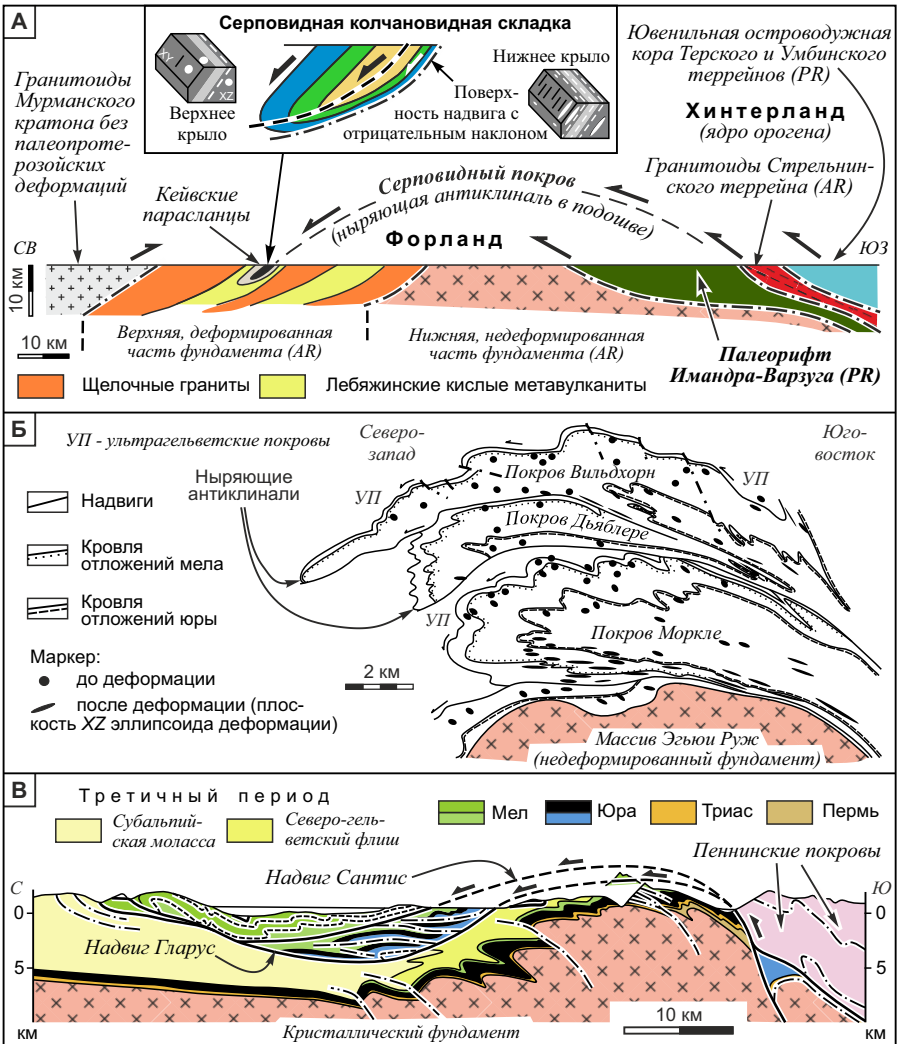 А
Серповидная колчановидная складка
XY
XZ
Верхнее
крыло
Нижнее крыло
Поверх-
ность надвига с
отрицательным наклоном
Гранитоиды
Мурманского
кратона без
палеопроте-
розойских
деформаций
Ювенильная островодужная
кора Терского и Умбинского
террейнов (PR)
Хинтерланд
(ядро орогена)
Гранитоиды Стрельнин-
ского террейна (AR)
Кейвские
парасланцы
Серповидный покров
(ныряющая антиклиналь в подошве)
Форланд
СВ
ЮЗ
10 км
10 км
Верхняя, деформированная
часть фундамента (AR)
Нижняя, недеформированная
часть фундамента (AR)
Палеорифт
Имандра-Варзуга (PR)
Щелочные граниты
Лебяжинские кислые метавулканиты
Б
УП - ультрагельветские покровы
Северо-
запад
Юго-
восток
Ныряющие
антиклинали
УП
УП
УП
Покров Вильдхорн
Покров Дьяблере
Покров Моркле
Надвиги
Кровля
отложений мела
Кровля
отложений юры
Маркер:
до деформации
после деформации (плос-
кость XZ эллипсоида деформации)
2 км
Массив Эгьюи Руж
(недеформированный фундамент)
В
Третичный период
Субальпий-
ская моласса
Северо-гель-
ветский флиш
Мел
Юра
Триас
Пермь
Надвиг Сантис
Пеннинские покровы
С
Ю
0
0
Надвиг Гларус
5
5
км
км
Кристаллический фундамент
10 км